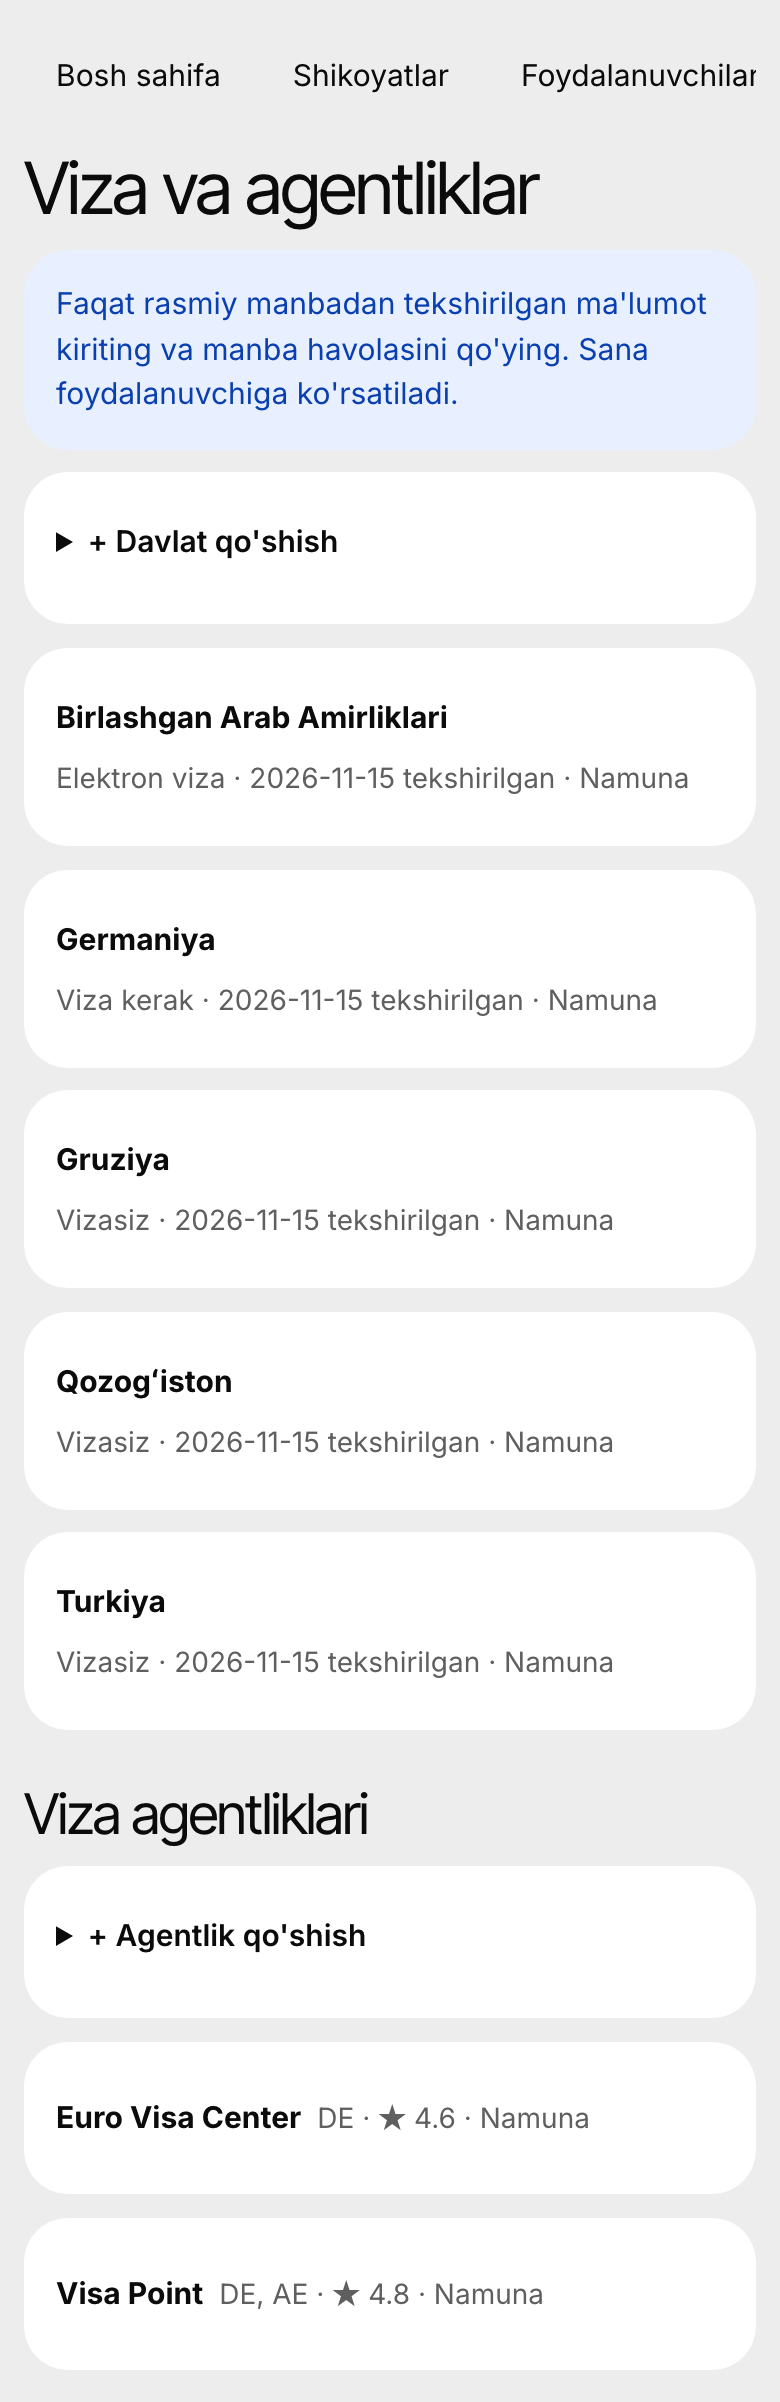 Bosh sahifa Shikoyatlar Foydalanuvchilar
Viza va agentliklar
Faqat rasmiy manbadan tekshirilgan ma'lumot
kiriting va manba havolasini qo'ying. Sana
foydalanuvchiga ko'rsatiladi.
▶ + Davlat qo'shish
Birlashgan Arab Amirliklari
Elektron viza · 2026-11-15 tekshirilgan · Namuna
Germaniya
Viza kerak · 2026-11-15 tekshirilgan · Namuna
Gruziya
Vizasiz · 2026-11-15 tekshirilgan · Namuna
Qozogʻiston
Vizasiz · 2026-11-15 tekshirilgan · Namuna
Turkiya
Vizasiz · 2026-11-15 tekshirilgan · Namuna
Viza agentliklari
▶ + Agentlik qo'shish
Euro Visa Center DE · ★ 4.6 · Namuna
Visa Point DE, AE · ★ 4.8 · Namuna